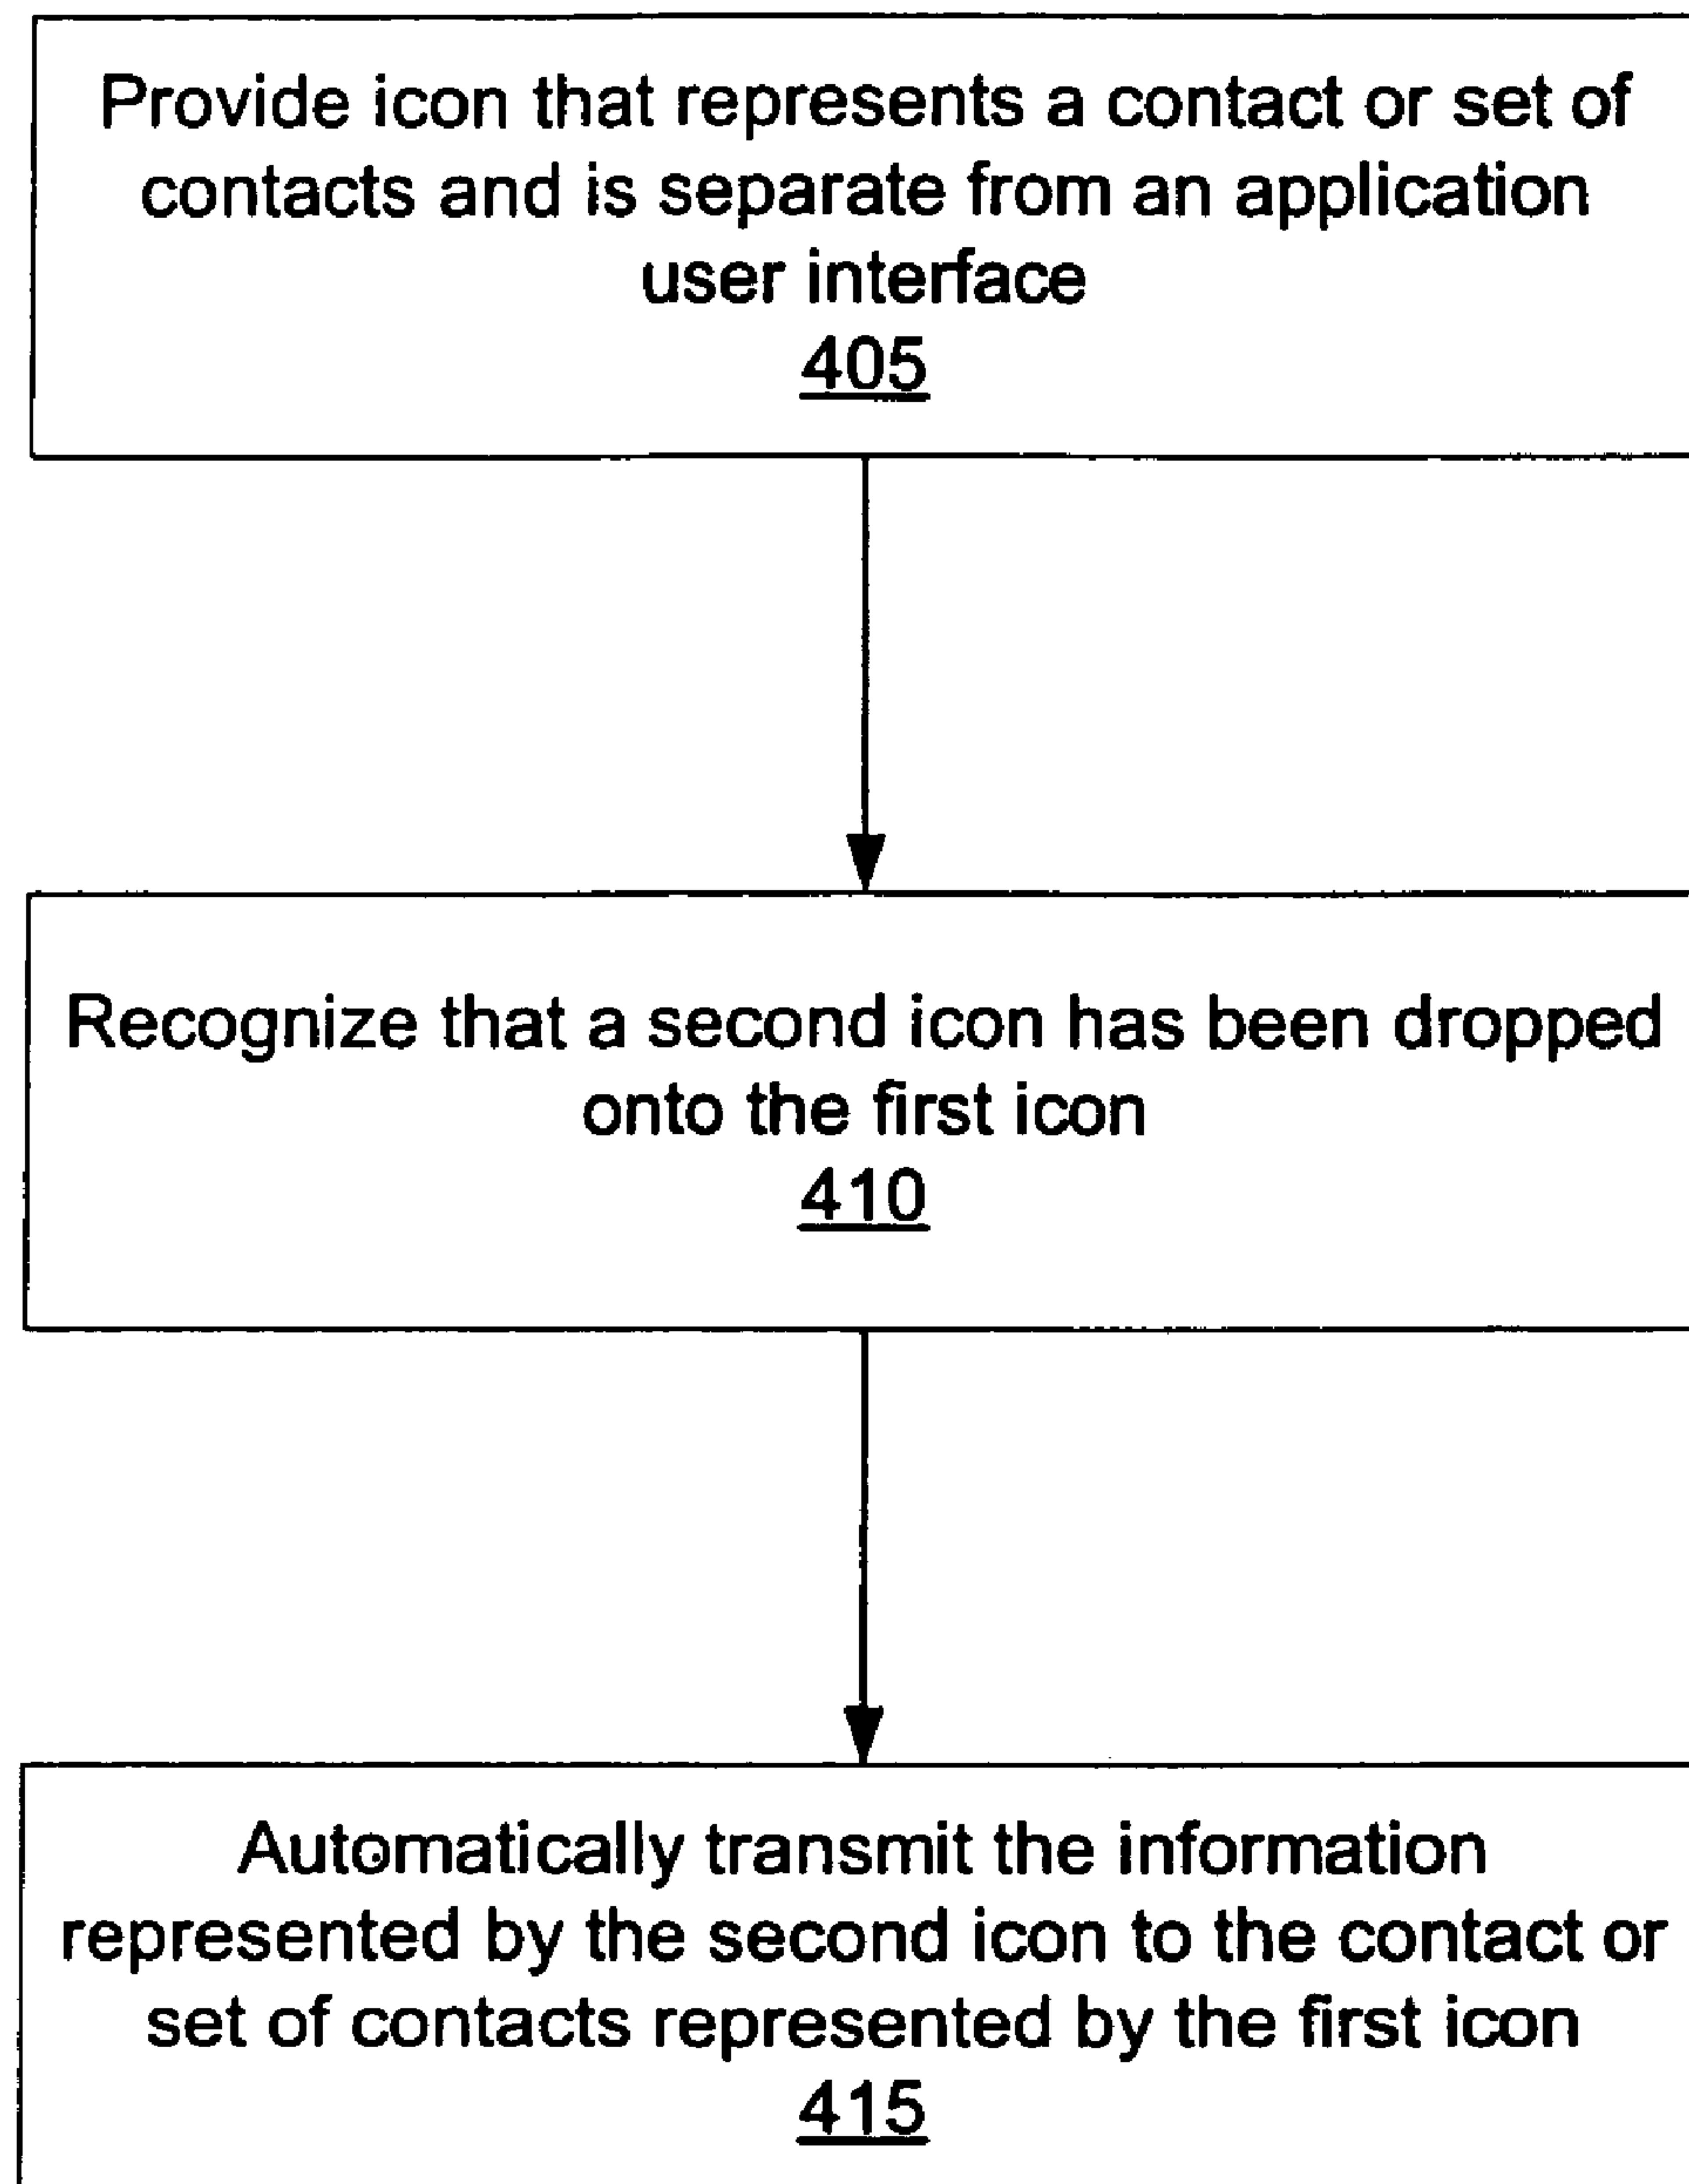 Provide icon that represents a contact or set of
contacts and is separate from an application
user interface
405
Recognize that a second icon has been dropped
onto the first icon
410
Automatically transmit the information
represented by the second icon to the contact or
set of contacts represented by the first icon
415